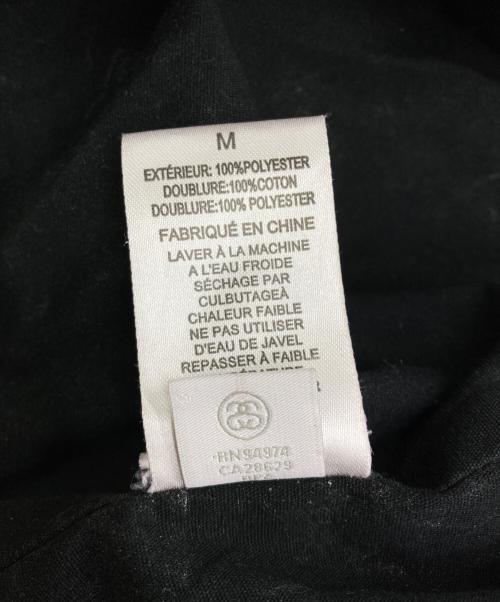 M
EXTÉRIEUR: 100%POLYESTER
DOUBLURE:100%COTON
DOUBLURE:100% POLYESTER
FABRIQUÉ EN CHINE
LAVER À LA MACHINE
A L'EAU FROIDE
SÉCHAGE PAR
CULBUTAGEÀ
CHALEUR FAIBLE
NE PAS UTILISER
D'EAU DE JAVEL
REPASSER À FAIBLE
RN94974
CA28629